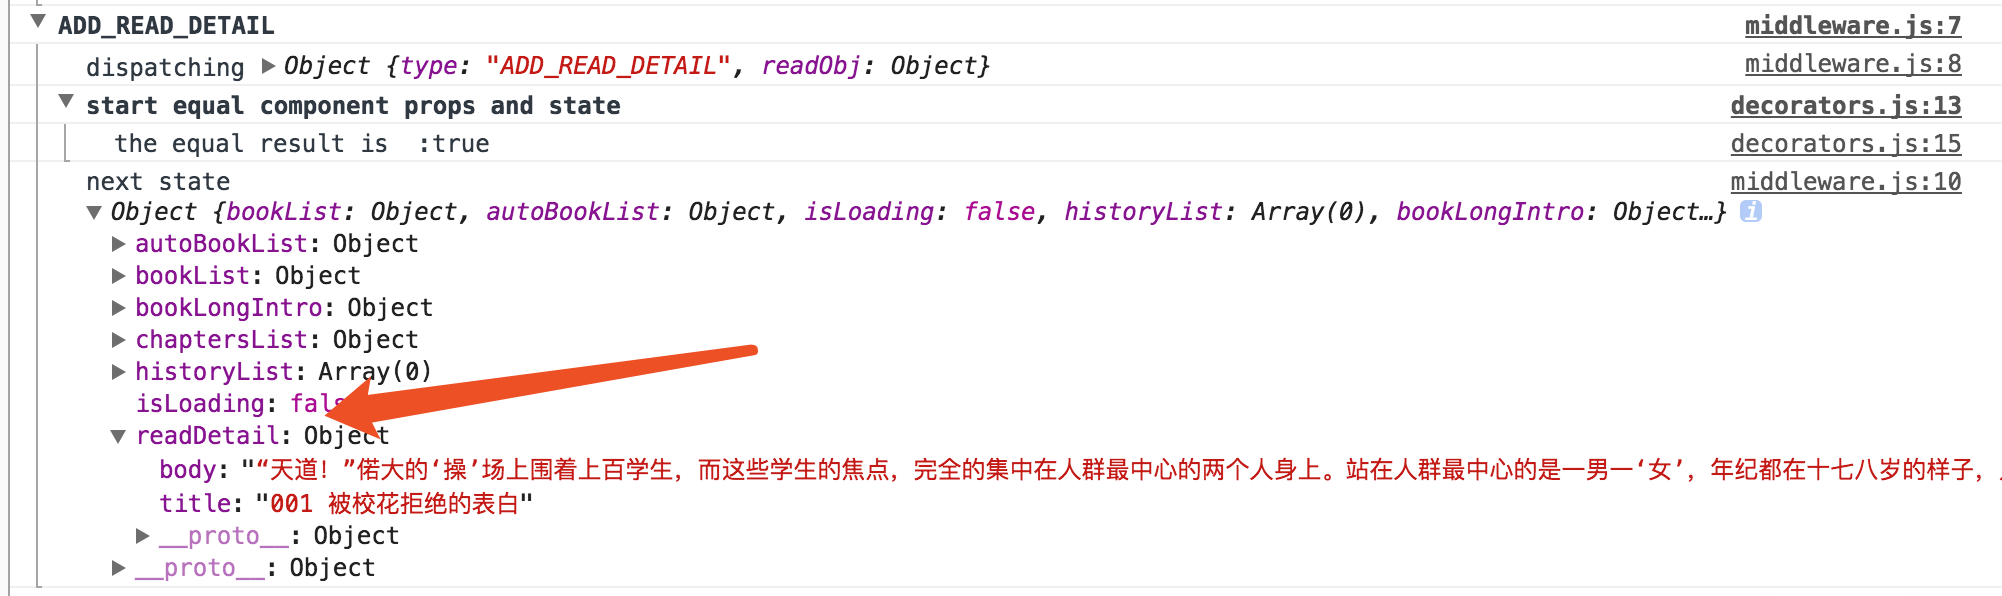 ADD_READ_DETAIL middleware.js:7
dispatching Object {type: "ADD_READ_DETAIL", readObj: Object} middleware.js:8
start equal component props and state decorators.js:13
the equal result is :true decorators.js:15
next state middleware.js:10
Object {bookList: Object, autoBookList: Object, isLoading: false, historyList: Array(0), bookLongIntro: Object…} i
autoBookList: Object
bookList: Object
bookLongIntro: Object
chaptersList: Object
historyList: Array(0)
isLoading: fals
readDetail: Object
body: "“天道！”偌大的‘操’场上围着上百学生，而这些学生的焦点，完全的集中在人群最中心的两个人身上。站在人群最中心的是一男一‘女’，年纪都在十七八岁的样子，
title: "001 被校花拒绝的表白"
__proto__: Object
__proto__: Object